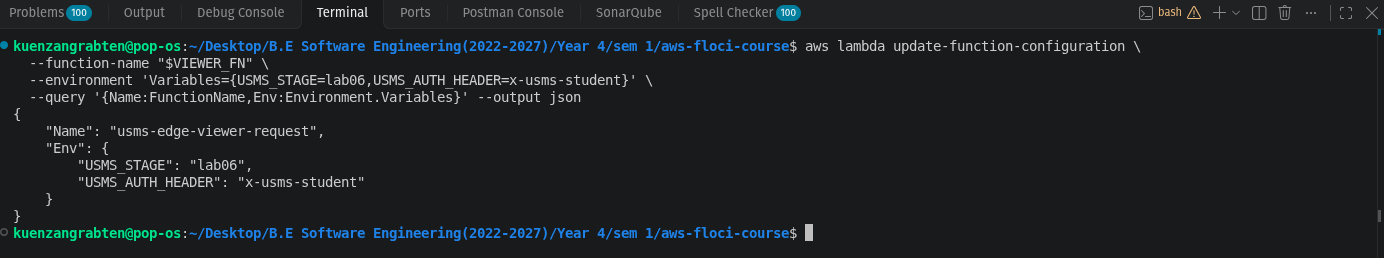 Problems 100 Output Debug Console Terminal Ports Postman Console SonarQube Spell Checker 100 bash
kuenzangrabten@pop-os:~/Desktop/B.E Software Engineering(2022-2027)/Year 4/sem 1/aws-floci-course$ aws lambda update-function-configuration \
  --function-name "$VIEWER_FN" \
  --environment 'Variables={USMS_STAGE=lab06,USMS_AUTH_HEADER=x-usms-student}' \
  --query '{Name:FunctionName,Env:Environment.Variables}' --output json
{
    "Name": "usms-edge-viewer-request",
    "Env": {
        "USMS_STAGE": "lab06",
        "USMS_AUTH_HEADER": "x-usms-student"
    }
}
kuenzangrabten@pop-os:~/Desktop/B.E Software Engineering(2022-2027)/Year 4/sem 1/aws-floci-course$